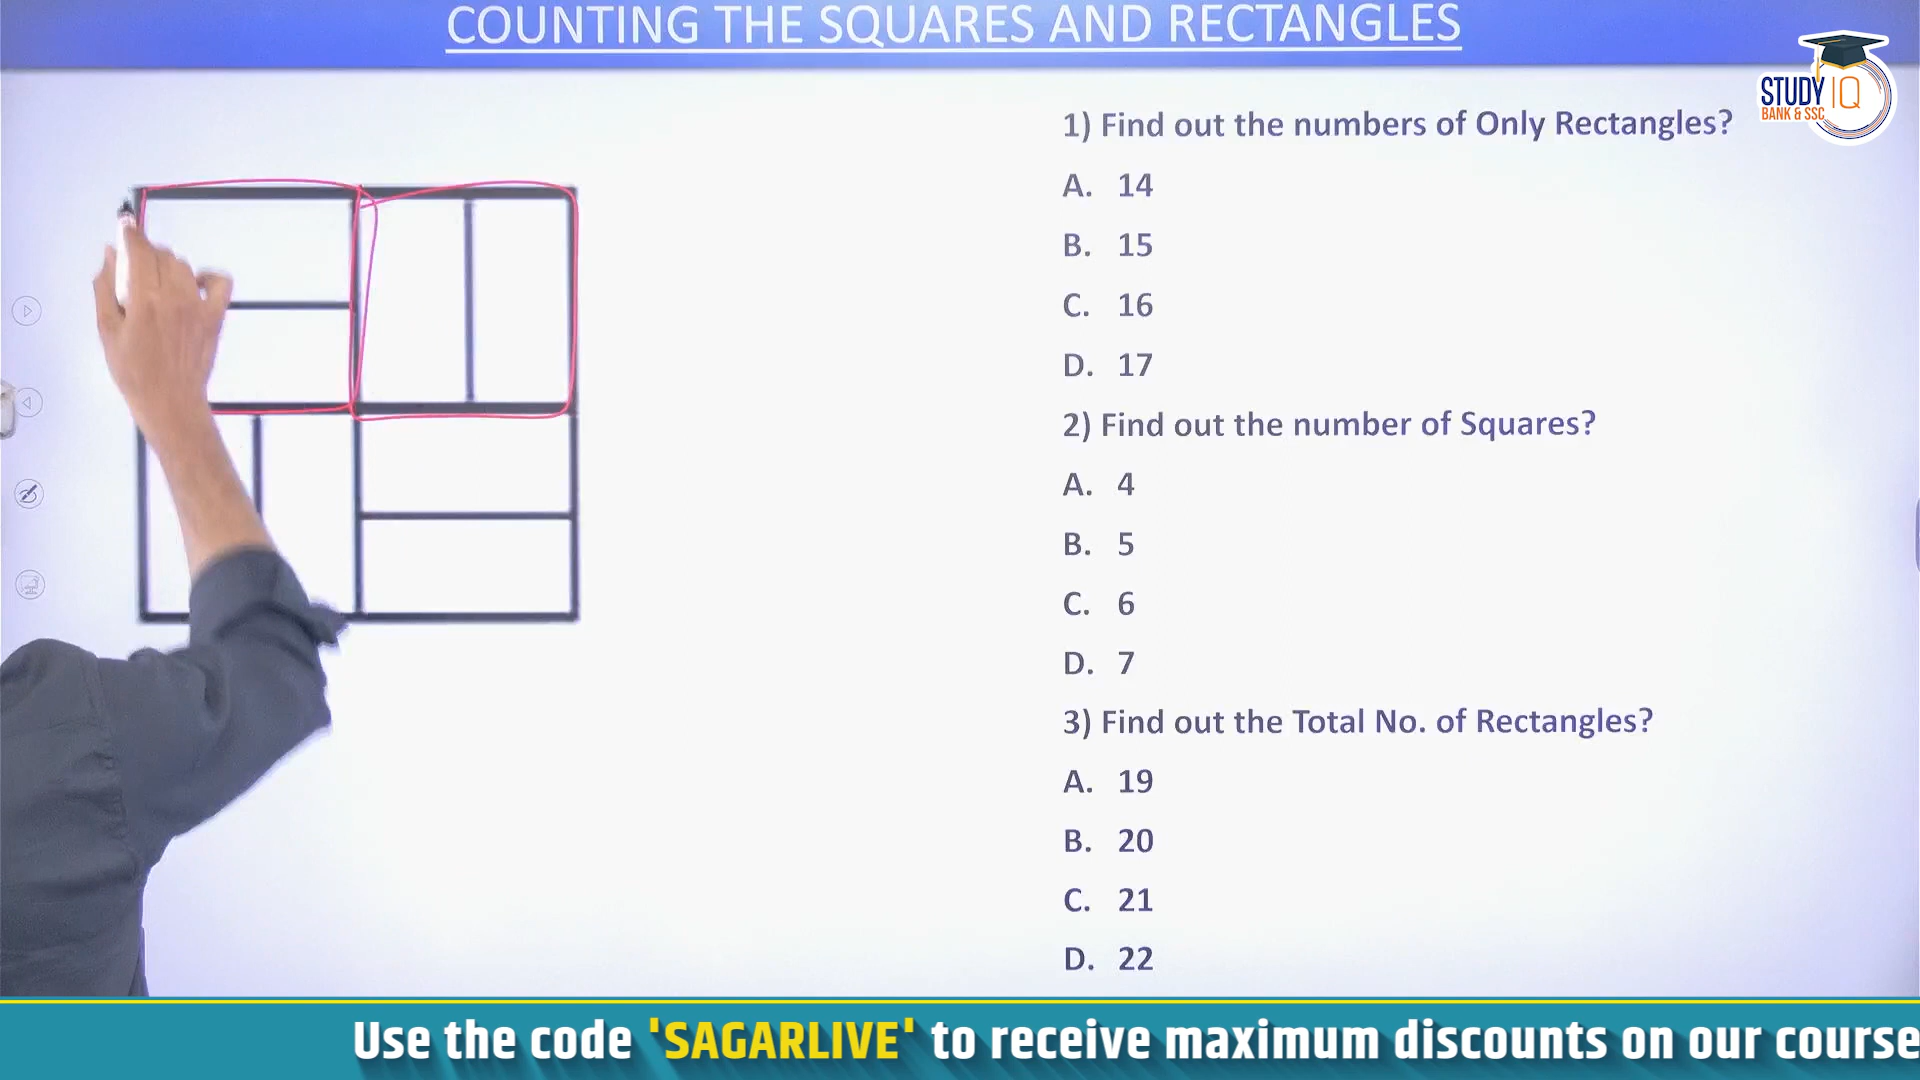 COUNTING THE SQUARES AND RECTANGLES
STUDY IQ
BANK & SSC
1) Find out the numbers of Only Rectangles?
A. 14
B. 15
C. 16
D. 17
2) Find out the number of Squares?
A. 4
B. 5
C. 6
D. 7
3) Find out the Total No. of Rectangles?
A. 19
B. 20
C. 21
D. 22
Use the code 'SAGARLIVE' to receive maximum discounts on our course